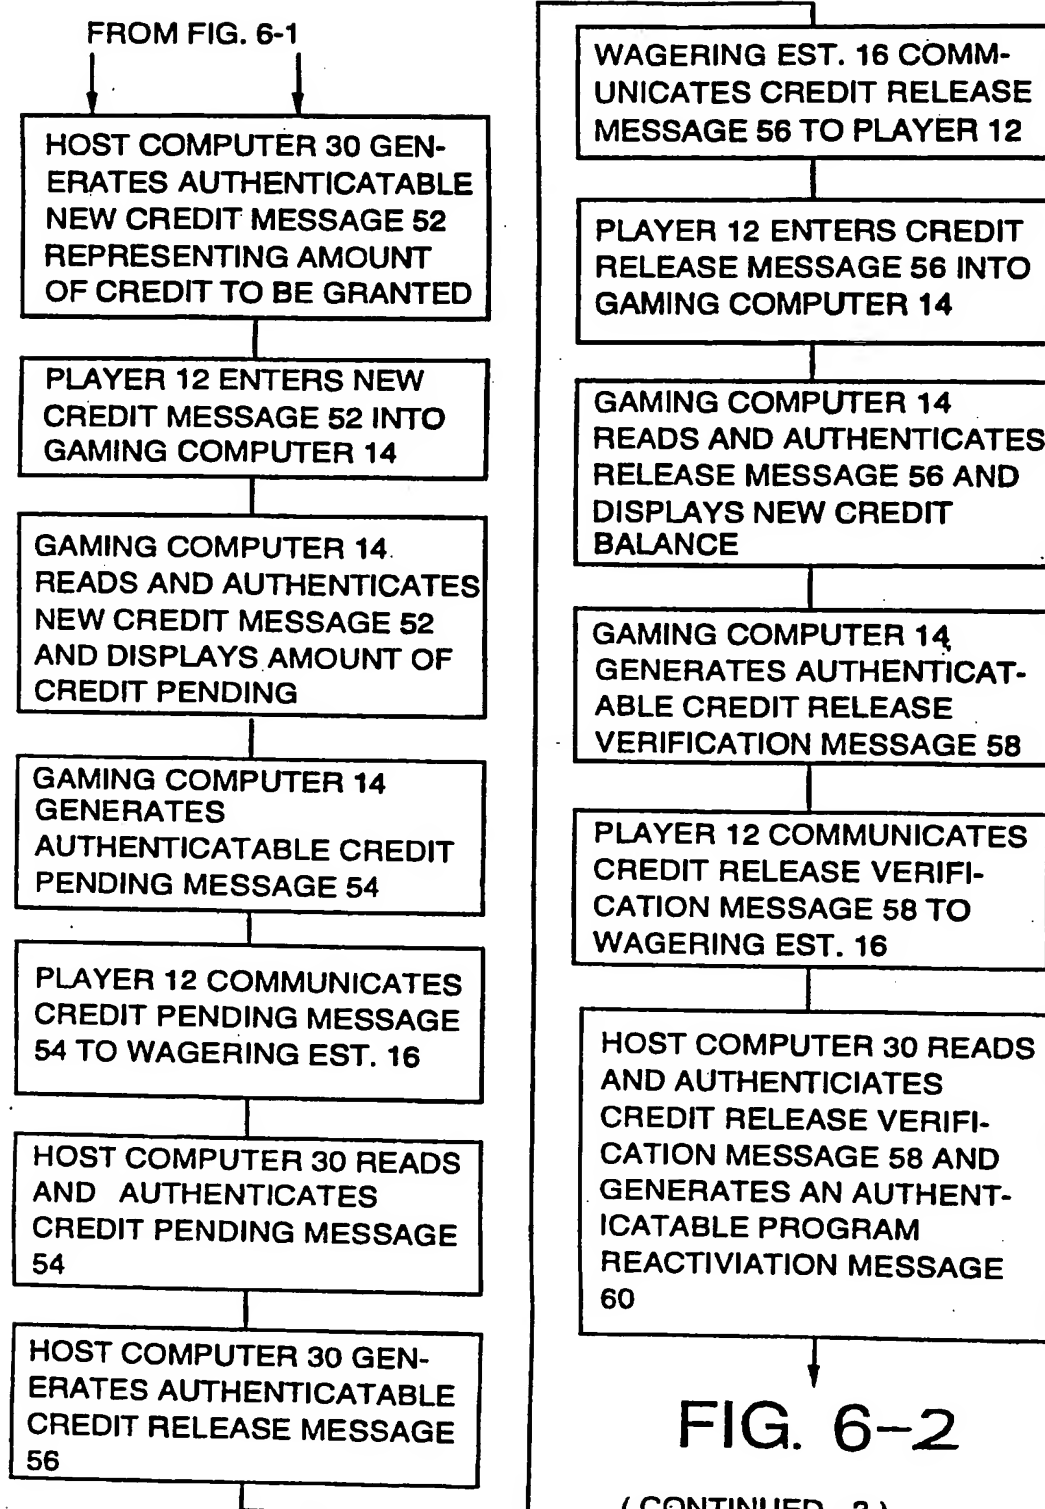 FROM FIG. 6-1
HOST COMPUTER 30 GEN-
ERATES AUTHENTICATABLE
NEW CREDIT MESSAGE 52
REPRESENTING AMOUNT
OF CREDIT TO BE GRANTED
PLAYER 12 ENTERS NEW
CREDIT MESSAGE 52 INTO
GAMING COMPUTER 14
GAMING COMPUTER 14
READS AND AUTHENTICATES
NEW CREDIT MESSAGE 52
AND DISPLAYS AMOUNT OF
CREDIT PENDING
GAMING COMPUTER 14
GENERATES
AUTHENTICATABLE CREDIT
PENDING MESSAGE 54
PLAYER 12 COMMUNICATES
CREDIT PENDING MESSAGE
54 TO WAGERING EST. 16
HOST COMPUTER 30 READS
AND AUTHENTICATES
CREDIT PENDING MESSAGE
54
HOST COMPUTER 30 GEN-
ERATES AUTHENTICATABLE
CREDIT RELEASE MESSAGE
56
WAGERING EST. 16 COMM-
UNICATES CREDIT RELEASE
MESSAGE 56 TO PLAYER 12
PLAYER 12 ENTERS CREDIT
RELEASE MESSAGE 56 INTO
GAMING COMPUTER 14
GAMING COMPUTER 14
READS AND AUTHENTICATES
RELEASE MESSAGE 56 AND
DISPLAYS NEW CREDIT
BALANCE
GAMING COMPUTER 14
GENERATES AUTHENTICAT-
ABLE CREDIT RELEASE
VERIFICATION MESSAGE 58
PLAYER 12 COMMUNICATES
CREDIT RELEASE VERIFI-
CATION MESSAGE 58 TO
WAGERING EST. 16
HOST COMPUTER 30 READS
AND AUTHENTICIATES
CREDIT RELEASE VERIFI-
CATION MESSAGE 58 AND
GENERATES AN AUTHENT-
ICATABLE PROGRAM
REACTIVIATION MESSAGE
60
FIG. 6-2
(CONTINUED - 3)